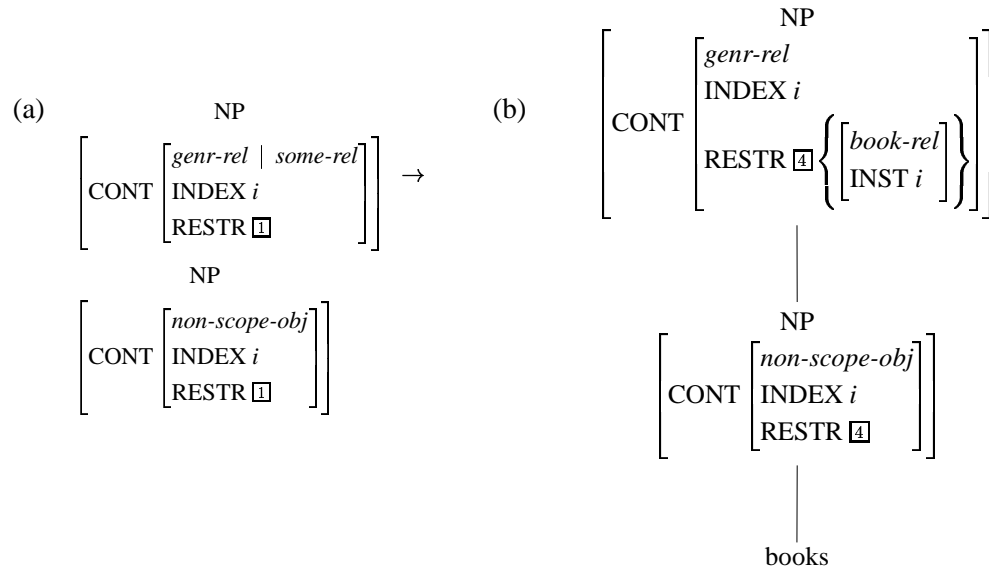 (a)
NP
[CONT [genr-rel | some-rel
INDEX i
RESTR 1]] →
NP
[CONT [non-scope-obj
INDEX i
RESTR 1]]
(b)
NP
[CONT [genr-rel
INDEX i
RESTR 4 {[book-rel
INST i]}]]
NP
[CONT [non-scope-obj
INDEX i
RESTR 4]]
books